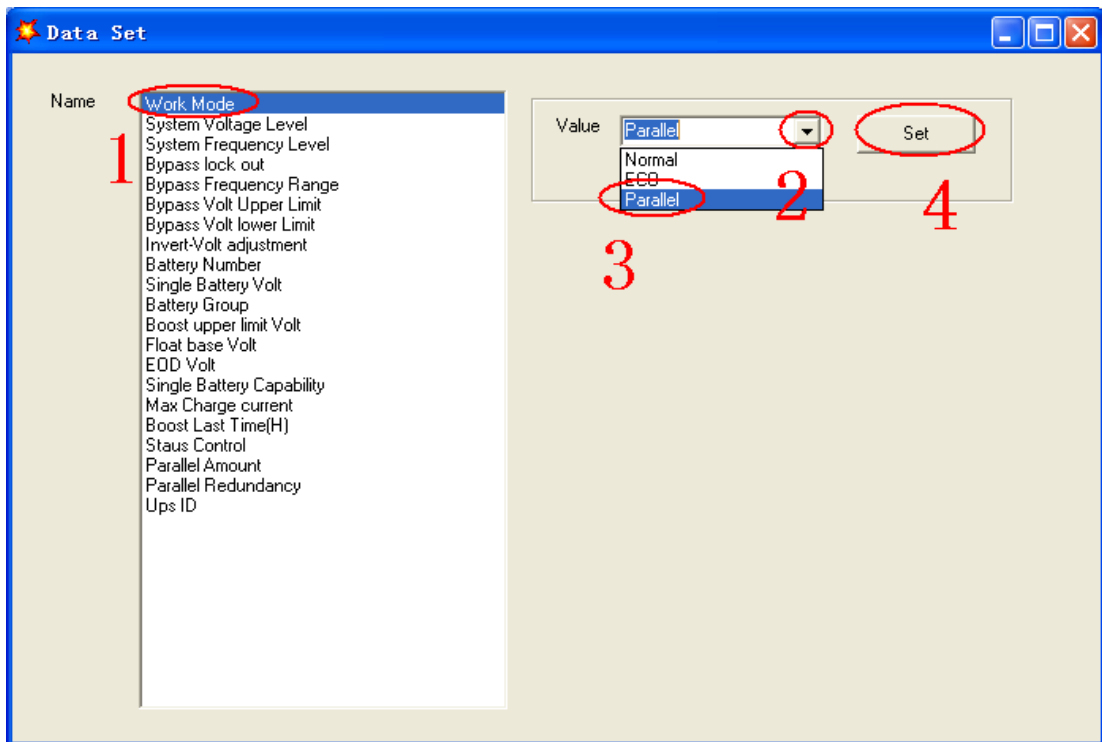 Data Set
Name
Work Mode
System Voltage Level
System Frequency Level
Bypass lock out
Bypass Frequency Range
Bypass Volt Upper Limit
Bypass Volt lower Limit
Invert-Volt adjustment
Battery Number
Single Battery Volt
Battery Group
Boost upper limit Volt
Float base Volt
EOD Volt
Single Battery Capability
Max Charge current
Boost Last Time(H)
Staus Control
Parallel Amount
Parallel Redundancy
Ups ID
1
Value
Parallel
Normal
ECO
Parallel
Set
2
3
4